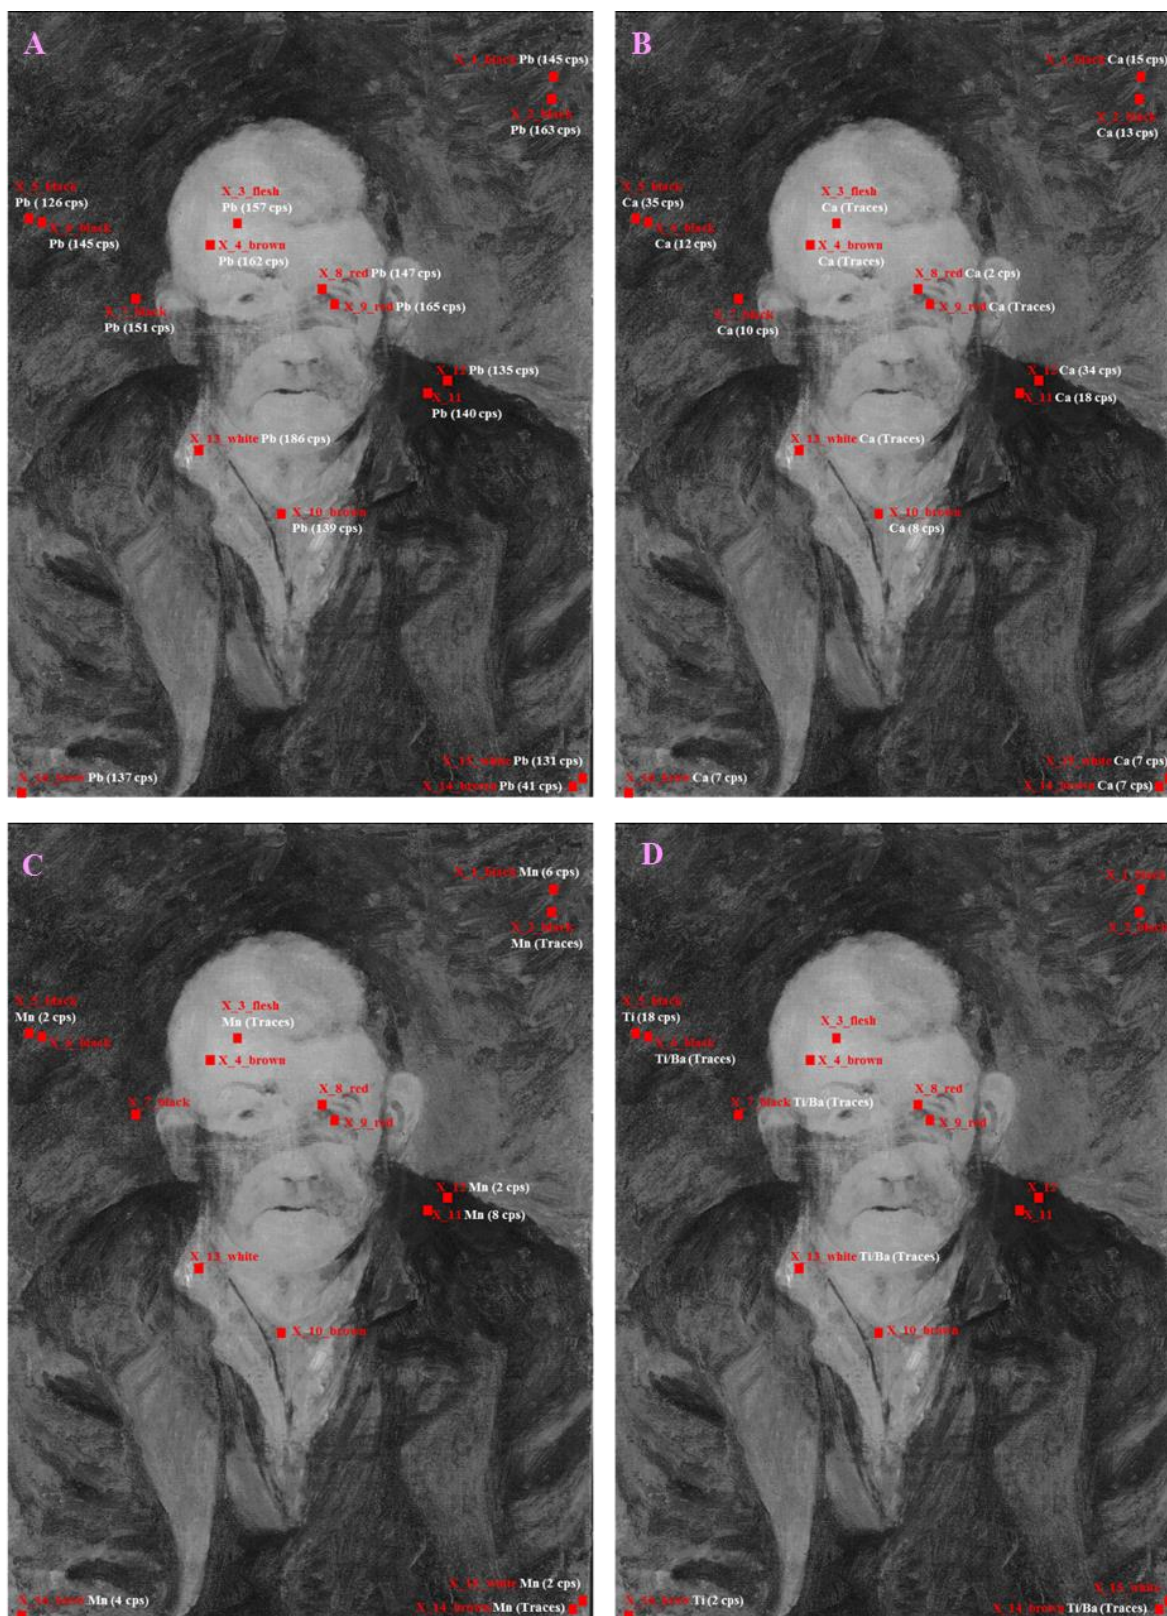 A
X_1_black Pb (145 cps)
X_2_black
Pb (163 cps)
X_5_black
Pb (126 cps)
X_6_black
Pb (145 cps)
X_3_flesh
Pb (157 cps)
X_4_brown
Pb (162 cps)
X_8_red Pb (147 cps)
X_9_red Pb (165 cps)
X_7_black
Pb (151 cps)
X_12 Pb (135 cps)
X_11
Pb (140 cps)
X_13_white Pb (186 cps)
X_10_brown
Pb (139 cps)
X_15_white Pb (131 cps)
Pb (137 cps)
X_14_brown Pb (41 cps)
B
X_1_black Ca (15 cps)
X_2_black
Ca (13 cps)
X_5_black
Ca (35 cps)
X_6_black
Ca (12 cps)
X_3_flesh
Ca (Traces)
X_4_brown
Ca (Traces)
X_8_red Ca (2 cps)
X_9_red Ca (Traces)
X_7_black
Ca (10 cps)
X_12 Ca (34 cps)
X_11 Ca (18 cps)
X_13_white Ca (Traces)
X_10_brown
Ca (8 cps)
X_15_white Ca (7 cps)
Ca (7 cps)
X_14_brown Ca (7 cps)
C
X_1_black Mn (6 cps)
X_2_black
Mn (Traces)
X_5_black
Mn (2 cps)
X_6_black
X_3_flesh
Mn (Traces)
X_4_brown
X_8_red
X_9_red
X_7_black
X_12 Mn (2 cps)
X_11 Mn (8 cps)
X_13_white
X_10_brown
X_15_white Mn (2 cps)
Mn (4 cps)
X_14_brown Mn (Traces)
D
X_1_black
X_2_black
X_5_black
Ti (18 cps)
X_6_black
Ti/Ba (Traces)
X_3_flesh
X_4_brown
X_8_red
X_9_red
X_7_black Ti/Ba (Traces)
X_12
X_11
X_13_white Ti/Ba (Traces)
X_10_brown
X_15_white
Ti (2 cps)
X_14_brown Ti/Ba (Traces)